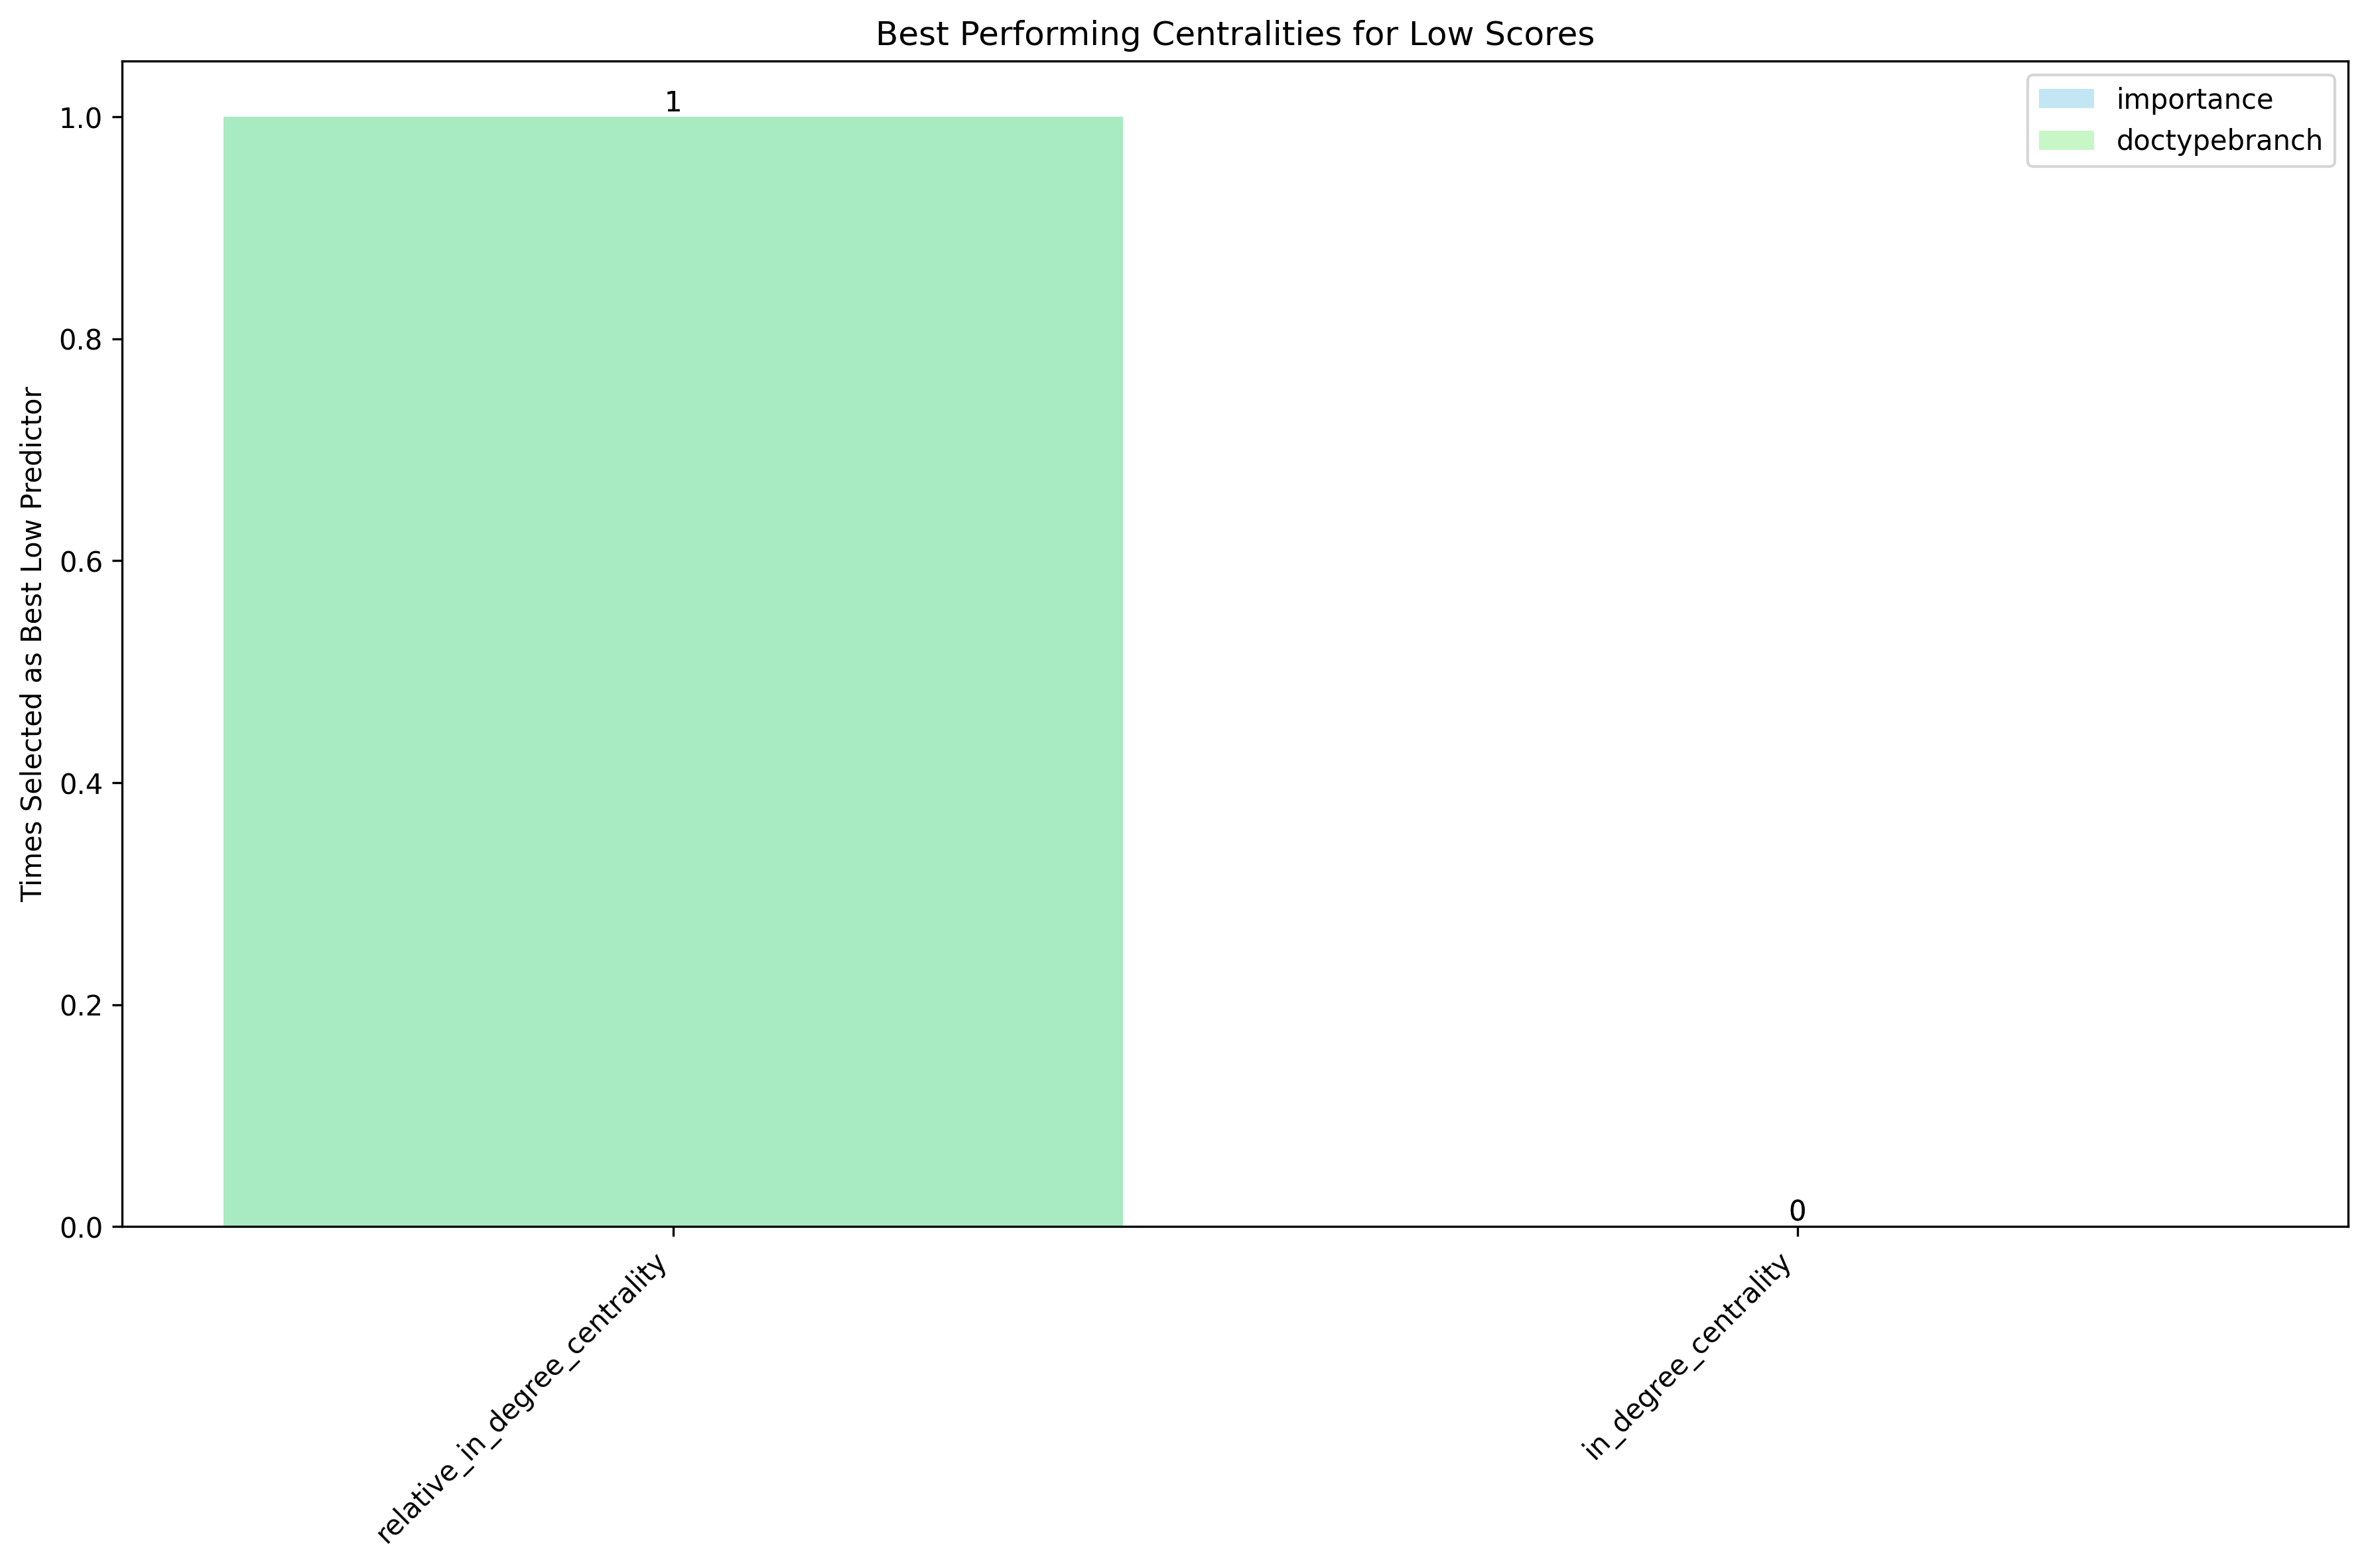 Best Performing Centralities for Low Scores
importance
doctypebranch
Times Selected as Best Low Predictor
1.0
0.8
0.6
0.4
0.2
0.0
1
0
relative_in_degree_centrality
in_degree_centrality